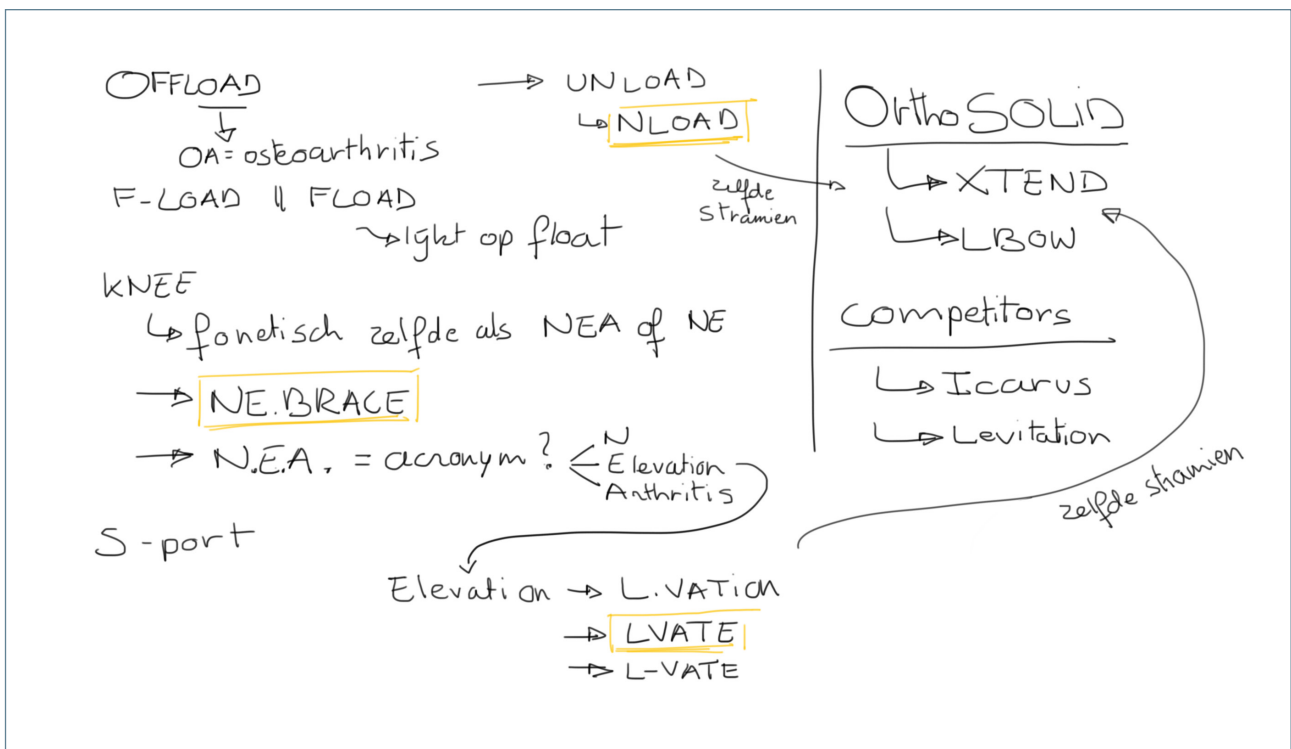 OFFLOAD → UNLOAD
↳ NLOAD
OA = osteoarthritis
F-LOAD || FLOAD
↳ lijkt op float
zelfde stramien
KNEE
↳ fonetisch zelfde als NEA of NE
→ NE.BRACE
→ N.E.A. = acronym?
N
Elevation
Arthritis
S-port
Elevation → L.VATION
→ LVATE
→ L-VATE
OrthoSOLiD
↳ XTEND
↳ LBOW
competitors
↳ Icarus
↳ Levitation
zelfde stramien